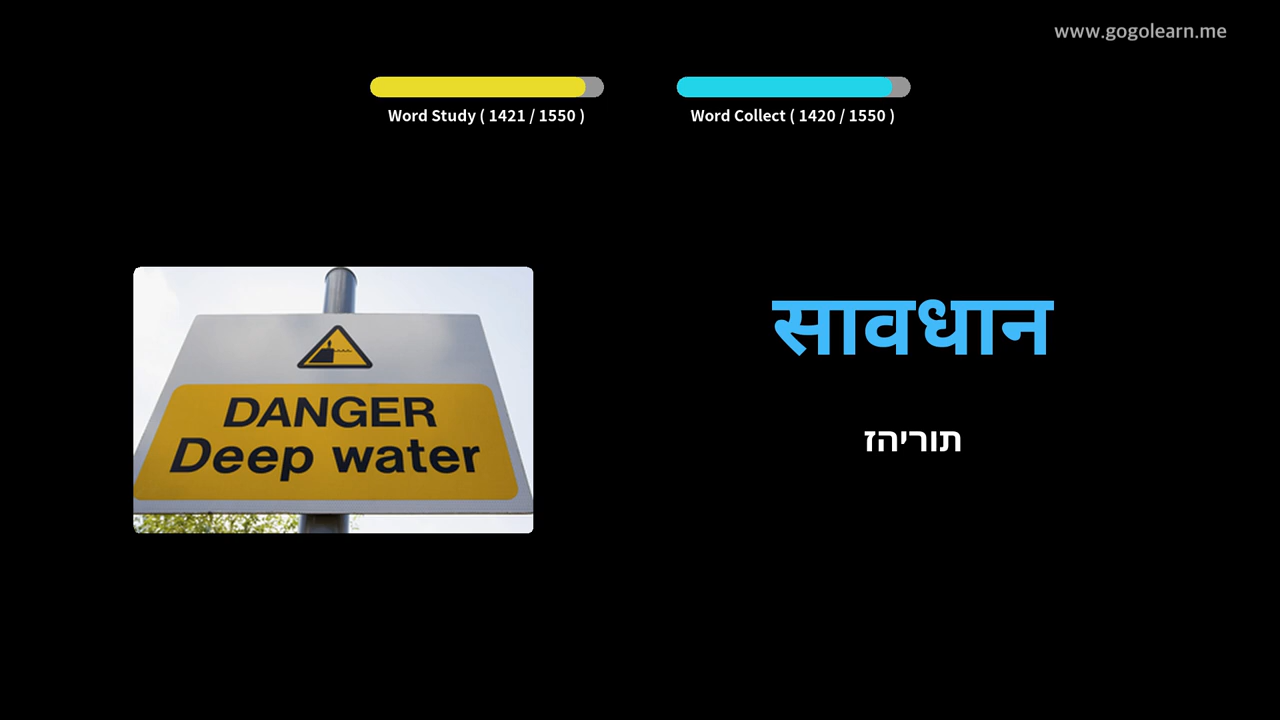 www.gogolearn.me
Word Study ( 1421 / 1550 )
Word Collect ( 1420 / 1550 )
DANGER
Deep water
सावधान
תוריהז